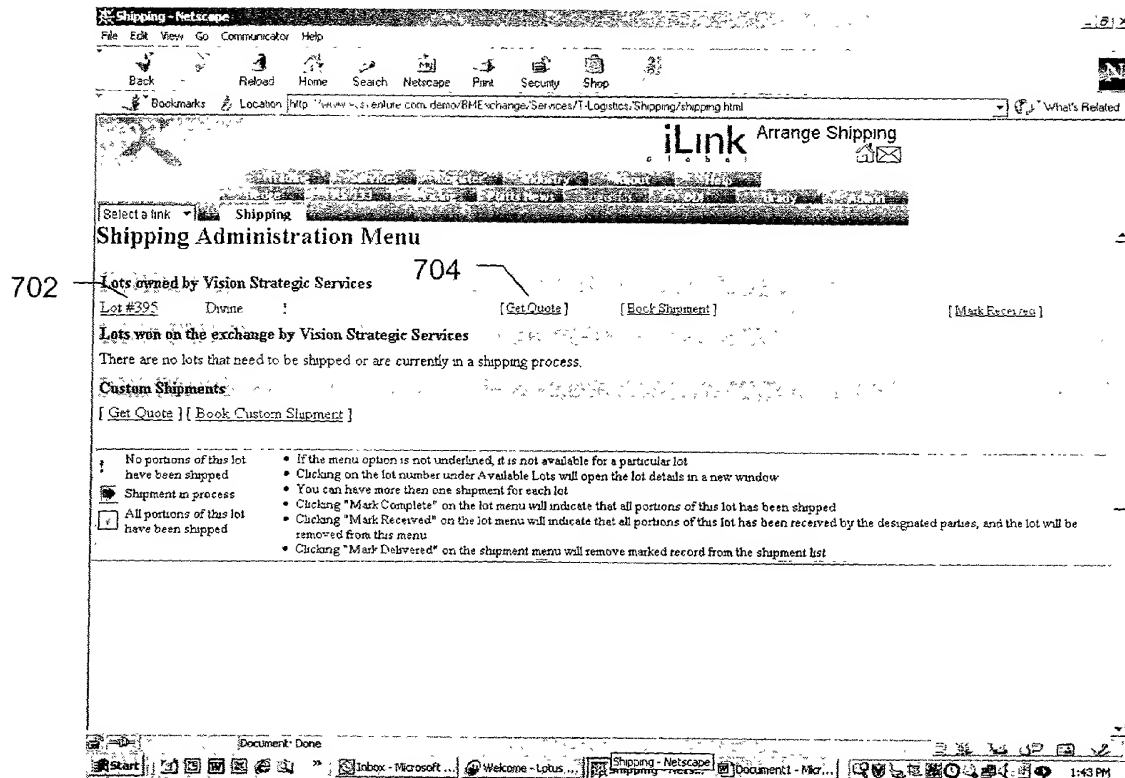 Shipping - Netscape
File Edit View Go Communicator Help
Back Reload Home Search Netscape Print Security Shop
Bookmarks Location What's Related
iLink Arrange Shipping
global
Select a link Shipping
Shipping Administration Menu
702
704
Lots owned by Vision Strategic Services
Lot #395 Divine ! [ Get Quote ] [ Book Shipment ] [ Mark Received ]
Lots won on the exchange by Vision Strategic Services
There are no lots that need to be shipped or are currently in a shipping process.
Custom Shipments
[ Get Quote ] [ Book Custom Shipment ]
! No portions of this lot have been shipped
Shipment in process
All portions of this lot have been shipped
• If the menu option is not underlined, it is not available for a particular lot
• Clicking on the lot number under Available Lots will open the lot details in a new window
• You can have more then one shipment for each lot
• Clicking "Mark Complete" on the lot menu will indicate that all portions of this lot has been shipped
• Clicking "Mark Received" on the lot menu will indicate that all portions of this lot has been received by the designated parties, and the lot will be
removed from this menu
• Clicking "Mark Delivered" on the shipment menu will remove marked record from the shipment list
Document: Done
Start Inbox - Microsoft ... Welcome - Lotus ... Shipping - Netscape Document1 - Micr... 1:43 PM